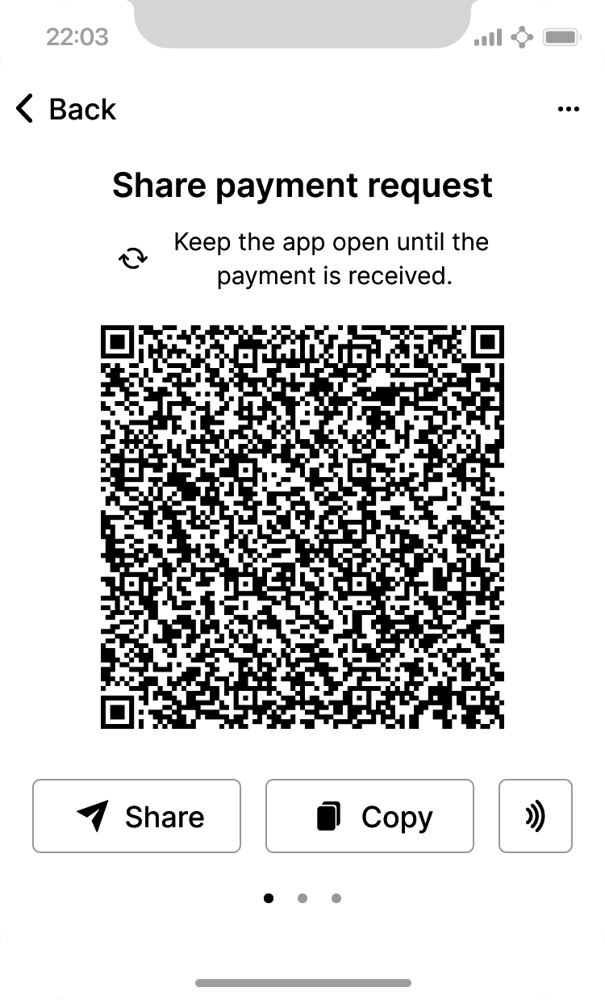 22:03
Back
Share payment request
Keep the app open until the
payment is received.
Share
Copy